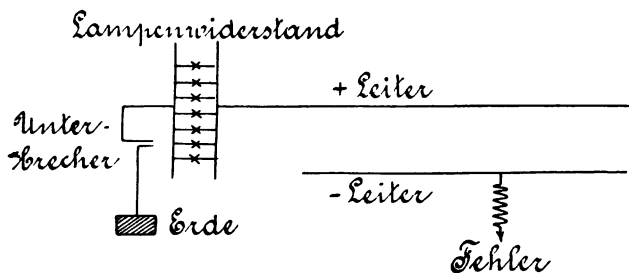 Lampenwiderstand
+ Leiter
Unter-
brecher
- Leiter
Erde
Fehler